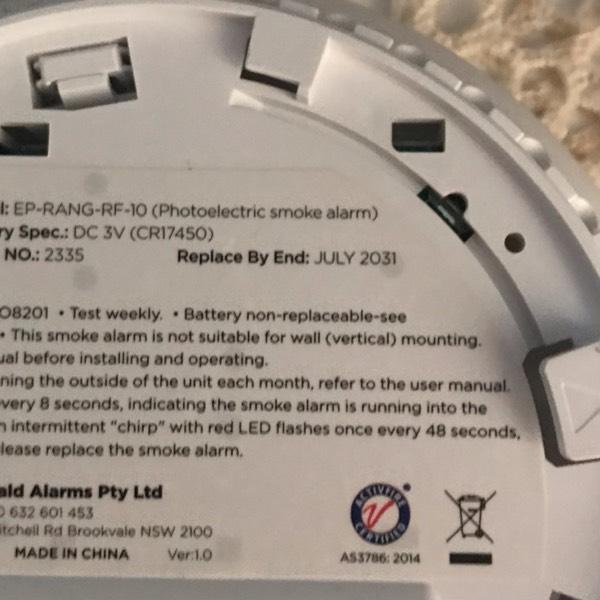 l: EP-RANG-RF-10 (Photoelectric smoke alarm)
ry Spec.: DC 3V (CR17450)
NO.: 2335 Replace By End: JULY 2031
08201 • Test weekly. • Battery non-replaceable-see
• This smoke alarm is not suitable for wall (vertical) mounting.
ual before installing and operating.
ning the outside of the unit each month, refer to the user manual.
very 8 seconds, indicating the smoke alarm is running into the
n intermittent "chirp" with red LED flashes once every 48 seconds,
lease replace the smoke alarm.
ald Alarms Pty Ltd
0 632 601 453
itchell Rd Brookvale NSW 2100
MADE IN CHINA Ver:1.0
ACTIVFIRE
CERTIFIED
AS3786: 2014